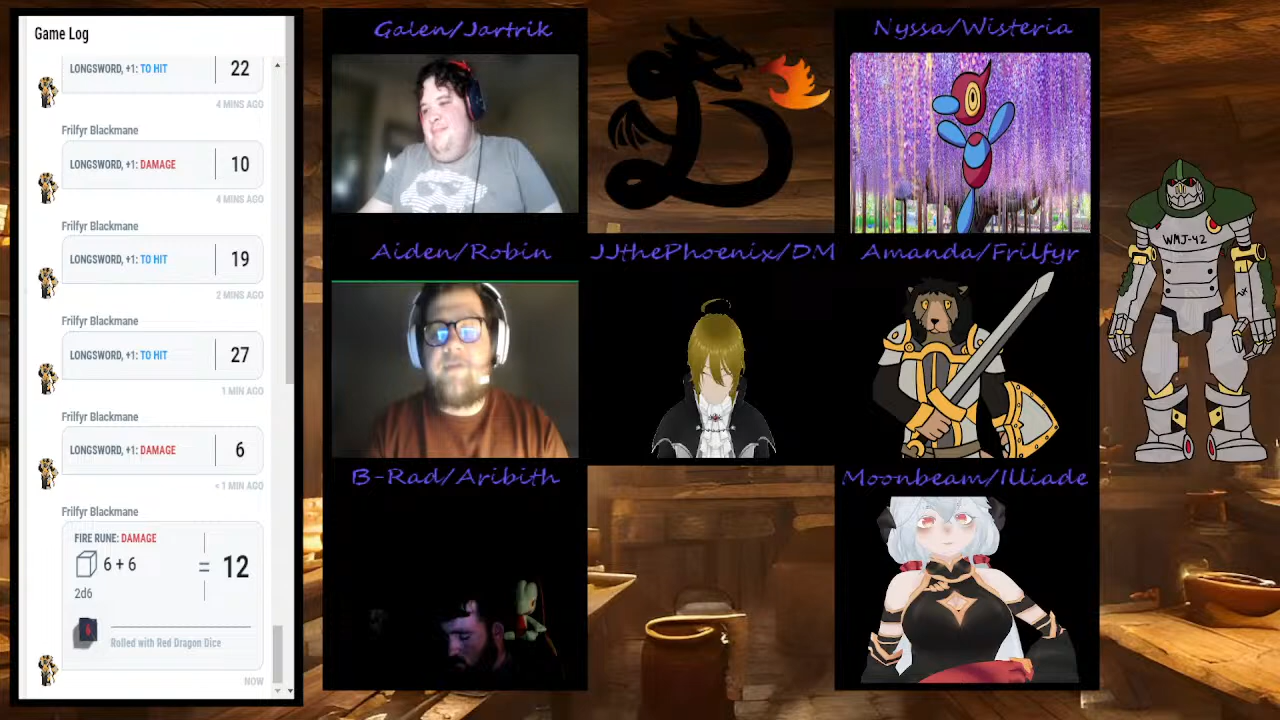 Game Log
LONGSWORD, +1: TO HIT 22
4 MINS AGO
Frilfyr Blackmane
LONGSWORD, +1: DAMAGE 10
4 MINS AGO
Frilfyr Blackmane
LONGSWORD, +1: TO HIT 19
2 MINS AGO
Frilfyr Blackmane
LONGSWORD, +1: TO HIT 27
1 MIN AGO
Frilfyr Blackmane
LONGSWORD, +1: DAMAGE 6
< 1 MIN AGO
Frilfyr Blackmane
FIRE RUNE: DAMAGE
6 + 6 = 12
2d6
Rolled with Red Dragon Dice
NOW
Galen/Jartrik
Nyssa/Wisteria
Aiden/Robin
JJthePhoenix/DM
Amanda/Frilfyr
B-Rad/Aribith
Moonbeam/Illiade
WMJ-42